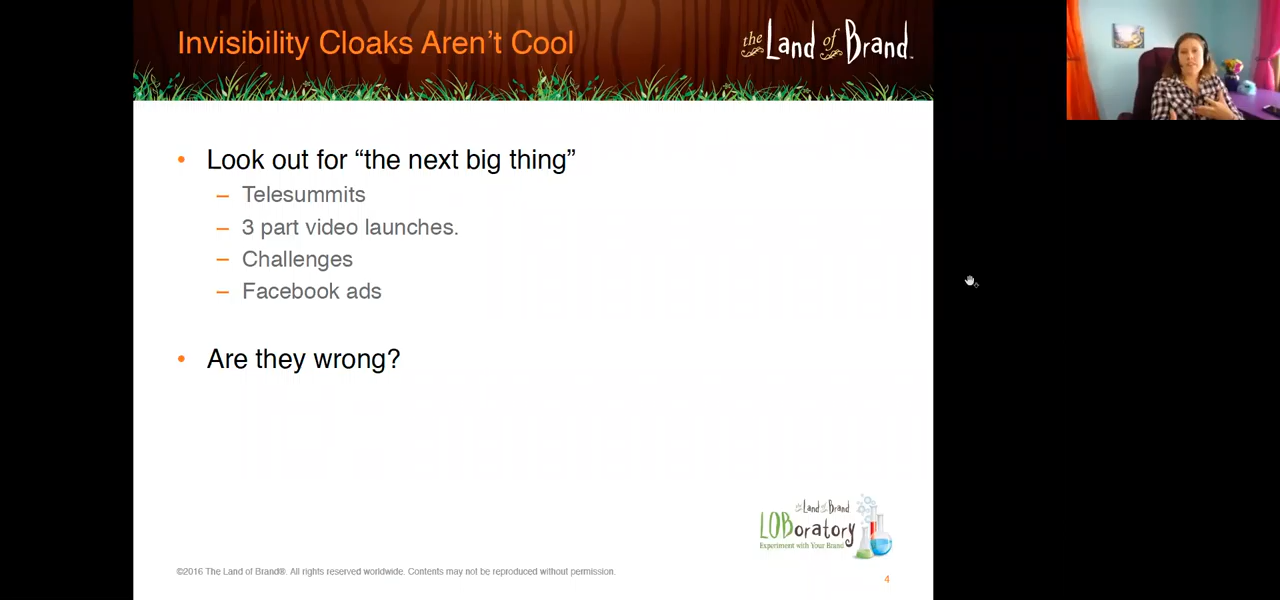 Invisibility Cloaks Aren't Cool
the Land of Brand™
• Look out for “the next big thing”
– Telesummits
– 3 part video launches.
– Challenges
– Facebook ads
• Are they wrong?
the Land of Brand
LOBoratory
Experiment with Your Brand
©2016 The Land of Brand®. All rights reserved worldwide. Contents may not be reproduced without permission.
4